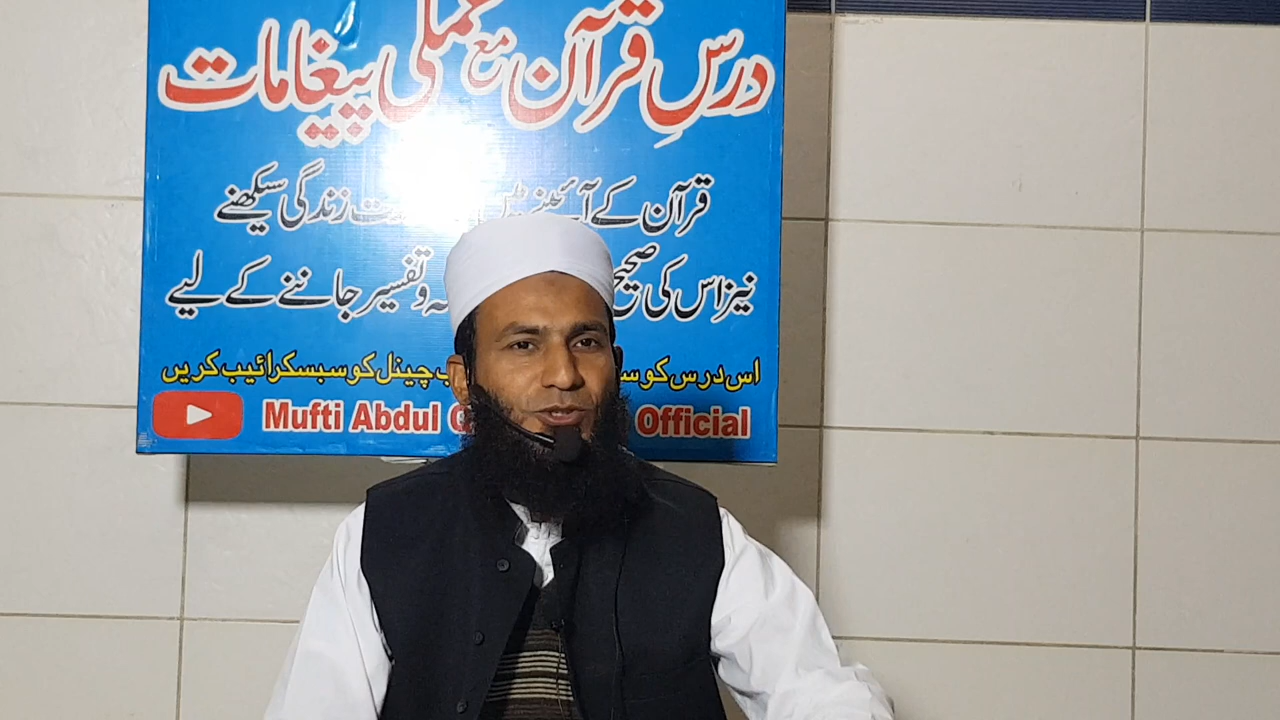 درسِ قرآن مع عملی پیغامات
قرآن کے آئینے زندگی سیکھنے
نیز اس کی صحیح و تفسیر جاننے کے لیے
اس درس کو چینل کو سبسکرائیب کریں
Mufti Abdul Official